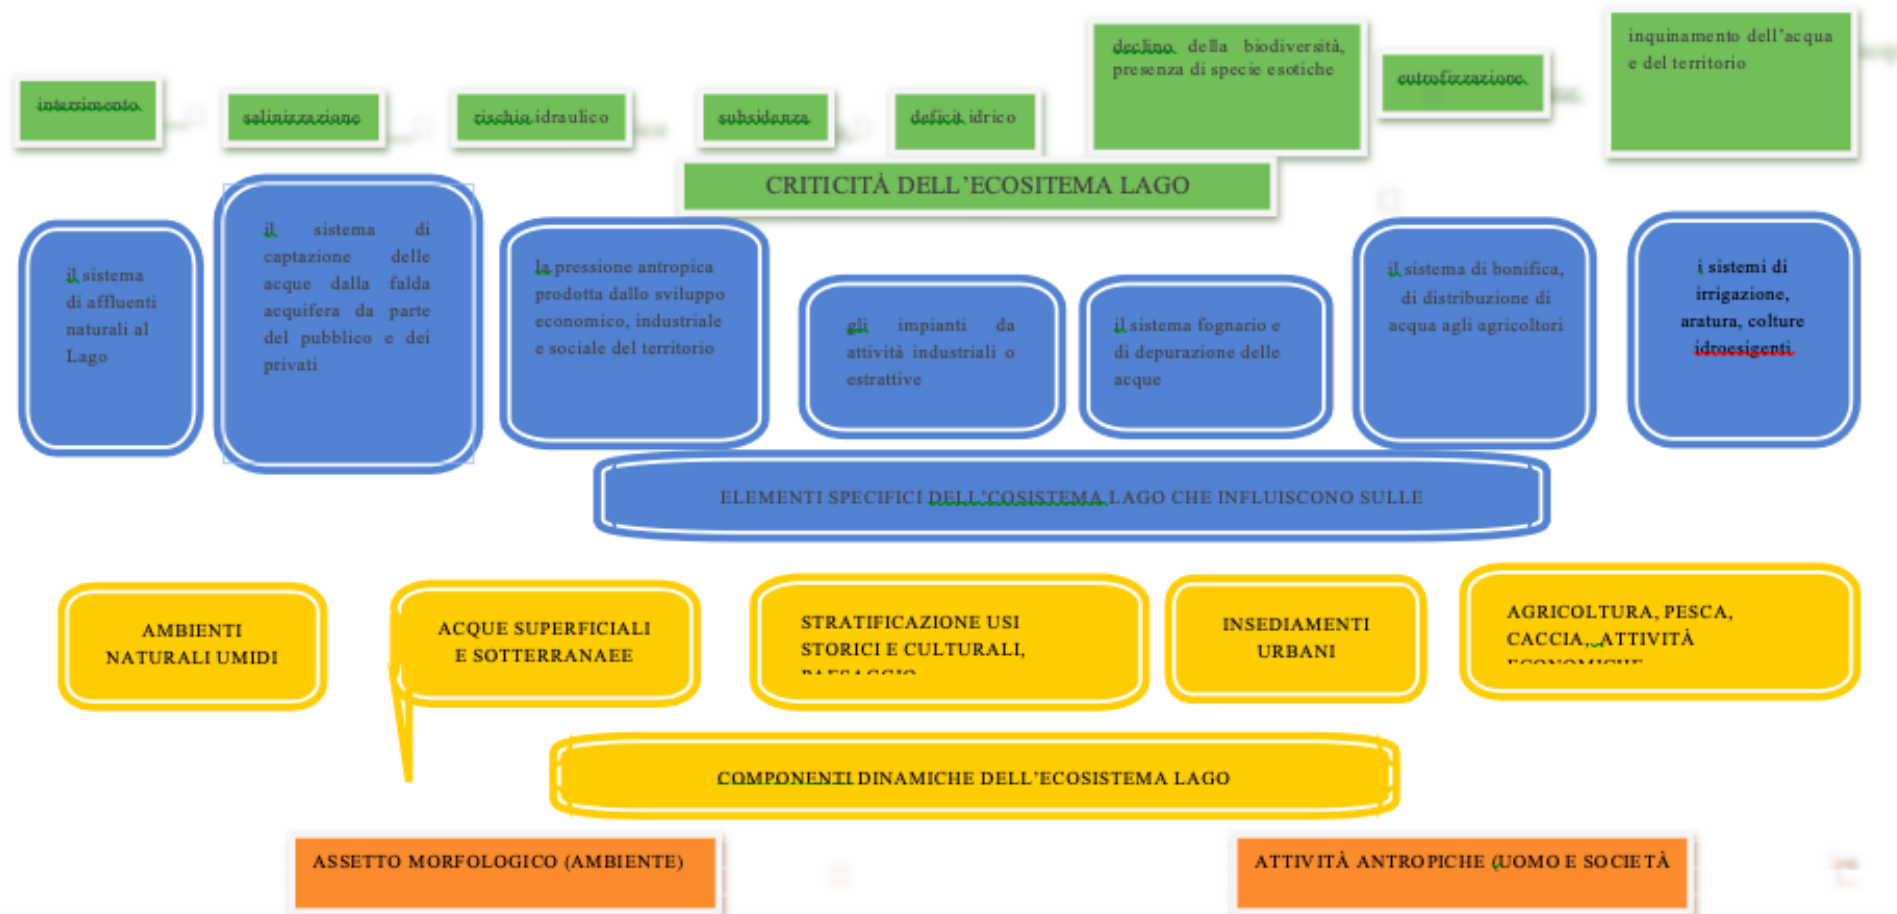 interrimento
salinizzazione
rischio idraulico
subsidenza
deficit idrico
declino della biodiversità,
presenza di specie esotiche
eutrofizzazione
inquinamento dell'acqua
e del territorio
CRITICITÀ DELL'ECOSITEMA LAGO
il sistema
di affluenti
naturali al
Lago
il sistema di
captazione delle
acque dalla falda
acquifera da parte
del pubblico e dei
privati
la pressione antropica
prodotta dallo sviluppo
economico, industriale
e sociale del territorio
gli impianti da
attività industriali o
estrattive
il sistema fognario e
di depurazione delle
acque
il sistema di bonifica,
di distribuzione di
acqua agli agricoltori
i sistemi di
irrigazione,
aratura, colture
idroesigenti
ELEMENTI SPECIFICI DELL'COSISTEMA LAGO CHE INFLUISCONO SULLE
AMBIENTI
NATURALI UMIDI
ACQUE SUPERFICIALI
E SOTTERRANAEE
STRATIFICAZIONE USI
STORICI E CULTURALI,
PAESAGGIO
INSEDIAMENTI
URBANI
AGRICOLTURA, PESCA,
CACCIA, ATTIVITÀ
ECONOMICHE
COMPONENTI DINAMICHE DELL'ECOSISTEMA LAGO
ASSETTO MORFOLOGICO (AMBIENTE)
ATTIVITÀ ANTROPICHE (UOMO E SOCIETÀ